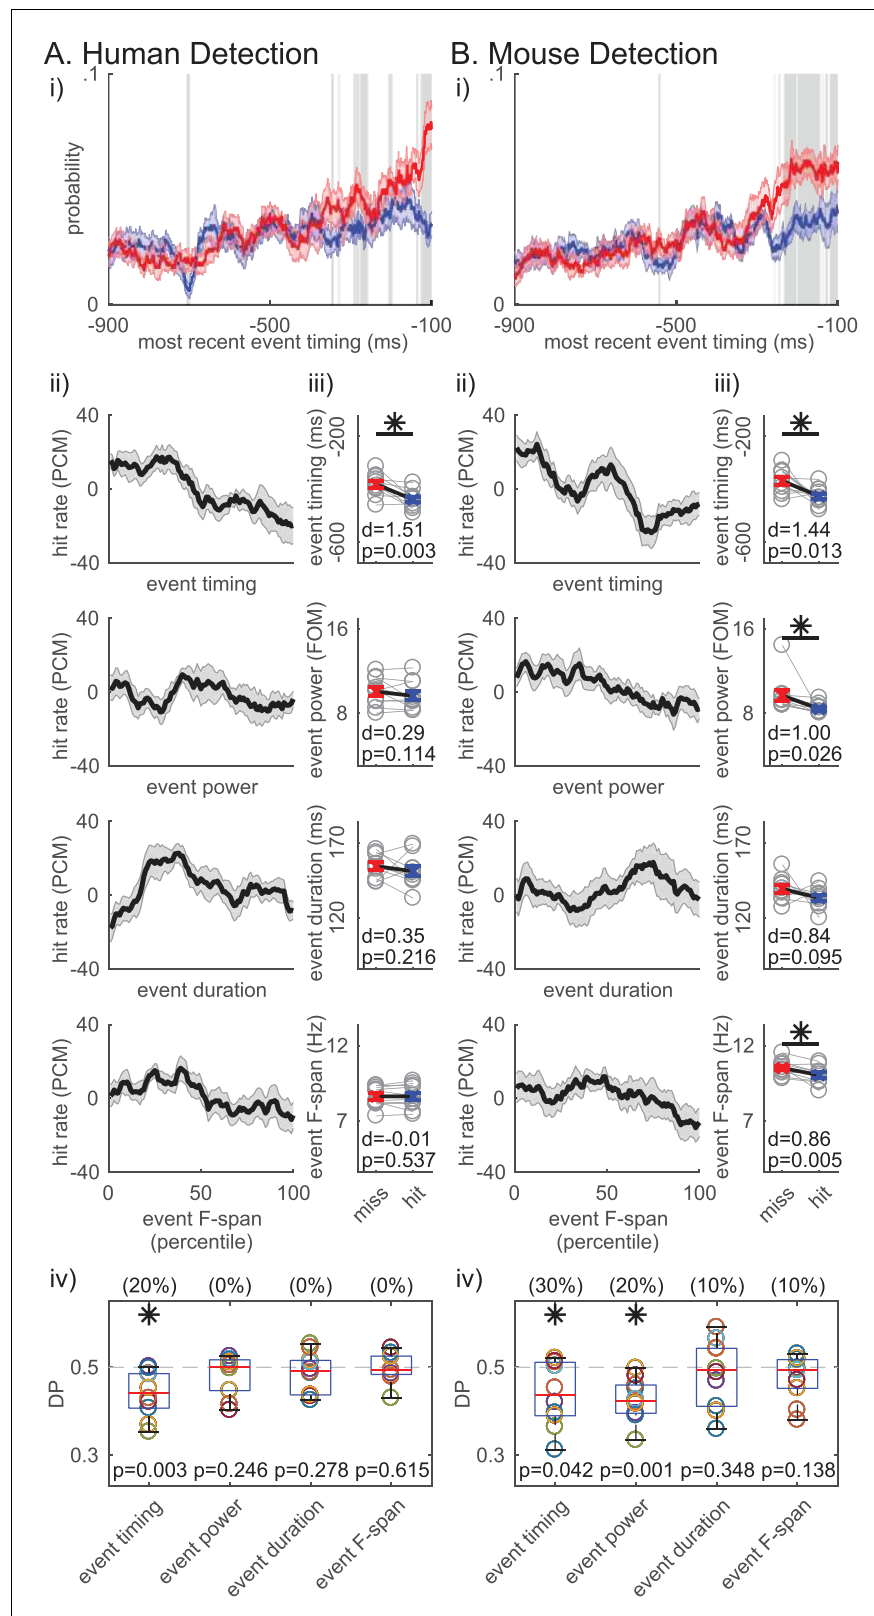 A. Human Detection
i)
.1
probability
0
-900
-500
-100
most recent event timing (ms)
ii)
40
hit rate (PCM)
0
-40
event timing
iii)
-200
event timing (ms)
-600
d=1.51
p=0.003
40
hit rate (PCM)
0
-40
event power
16
event power (FOM)
8
d=0.29
p=0.114
40
hit rate (PCM)
0
-40
event duration
170
event duration (ms)
120
d=0.35
p=0.216
40
hit rate (PCM)
0
-40
0
50
100
event F-span
(percentile)
12
event F-span (Hz)
7
d=-0.01
p=0.537
miss
hit
iv)
(20%)
(0%)
(0%)
(0%)
0.5
DP
0.3
p=0.003
p=0.246
p=0.278
p=0.615
event timing
event power
event duration
event F-span
B. Mouse Detection
i)
0
-900
-500
-100
most recent event timing (ms)
ii)
40
hit rate (PCM)
0
-40
event timing
iii)
-200
event timing (ms)
-600
d=1.44
p=0.013
40
hit rate (PCM)
0
-40
event power
16
event power (FOM)
8
d=1.00
p=0.026
40
hit rate (PCM)
0
-40
event duration
170
event duration (ms)
120
d=0.84
p=0.095
40
hit rate (PCM)
0
-40
0
50
100
event F-span
(percentile)
12
event F-span (Hz)
7
d=0.86
p=0.005
miss
hit
iv)
(30%)
(20%)
(10%)
(10%)
0.5
DP
0.3
p=0.042
p=0.001
p=0.348
p=0.138
event timing
event power
event duration
event F-span